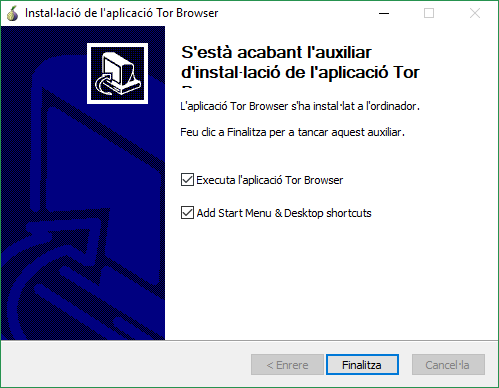 Instal·lació de l'aplicació Tor Browser
S'està acabant l'auxiliar
d'instal·lació de l'aplicació Tor
L'aplicació Tor Browser s'ha instal·lat a l'ordinador.
Feu clic a Finalitza per a tancar aquest auxiliar.
Executa l'aplicació Tor Browser
Add Start Menu & Desktop shortcuts
< Enrere
Finalitza
Cancel·la